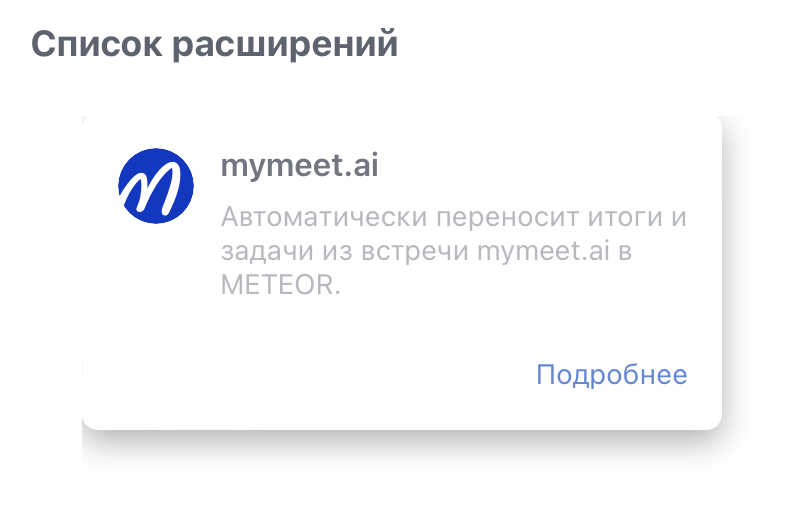 Список расширений
mymeet.ai
Автоматически переносит итоги и
задачи из встречи mymeet.ai в
METEOR.
Подробнее